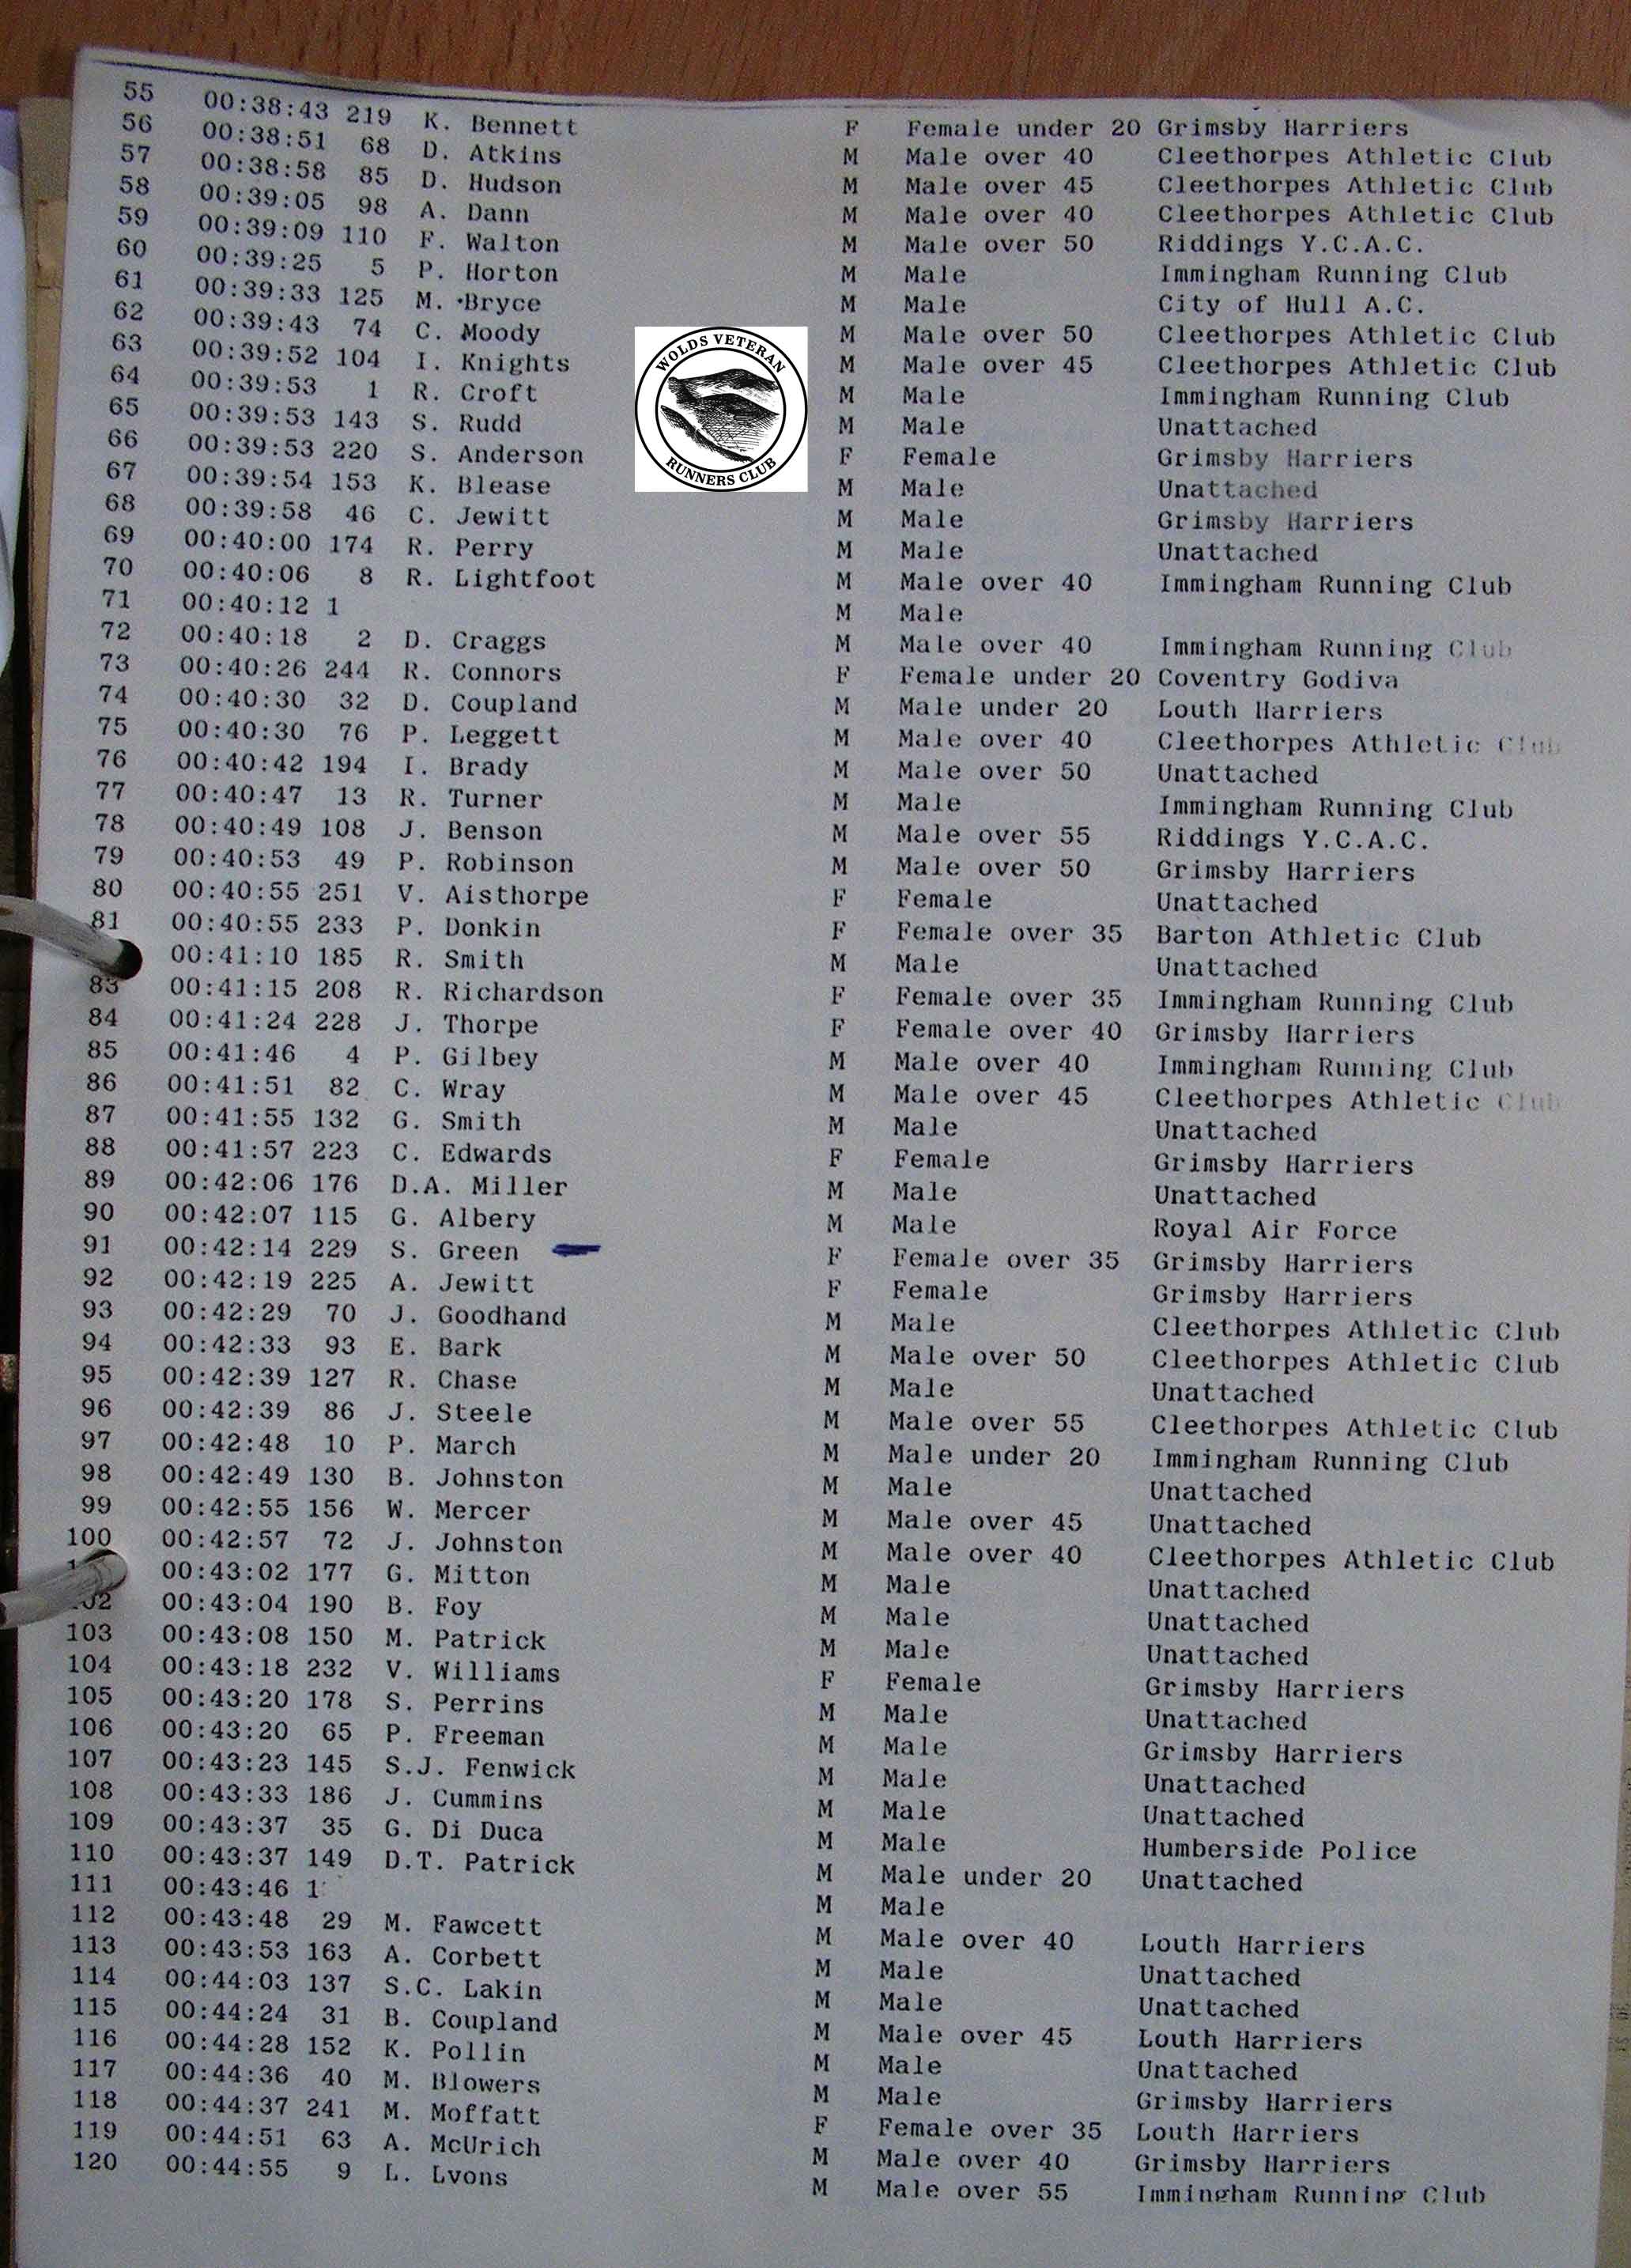 55 00:38:43 219 K. Bennett F Female under 20 Grimsby Harriers
56 00:38:51 68 D. Atkins M Male over 40 Cleethorpes Athletic Club
57 00:38:58 85 D. Hudson M Male over 45 Cleethorpes Athletic Club
58 00:39:05 98 A. Dann M Male over 40 Cleethorpes Athletic Club
59 00:39:09 110 F. Walton M Male over 50 Riddings Y.C.A.C.
60 00:39:25 5 P. Horton M Male Immingham Running Club
61 00:39:33 125 M. Bryce M Male City of Hull A.C.
62 00:39:43 74 C. Moody M Male over 50 Cleethorpes Athletic Club
63 00:39:52 104 I. Knights M Male over 45 Cleethorpes Athletic Club
64 00:39:53 1 R. Croft M Male Immingham Running Club
65 00:39:53 143 S. Rudd M Male Unattached
66 00:39:53 220 S. Anderson F Female Grimsby Harriers
67 00:39:54 153 K. Blease M Male Unattached
68 00:39:58 46 C. Jewitt M Male Grimsby Harriers
69 00:40:00 174 R. Perry M Male Unattached
70 00:40:06 8 R. Lightfoot M Male over 40 Immingham Running Club
71 00:40:12 1 M Male
72 00:40:18 2 D. Craggs M Male over 40 Immingham Running Club
73 00:40:26 244 R. Connors F Female under 20 Coventry Godiva
74 00:40:30 32 D. Coupland M Male under 20 Louth Harriers
75 00:40:30 76 P. Leggett M Male over 40 Cleethorpes Athletic Club
76 00:40:42 194 I. Brady M Male over 50 Unattached
77 00:40:47 13 R. Turner M Male Immingham Running Club
78 00:40:49 108 J. Benson M Male over 55 Riddings Y.C.A.C.
79 00:40:53 49 P. Robinson M Male over 50 Grimsby Harriers
80 00:40:55 251 V. Aisthorpe F Female Unattached
81 00:40:55 233 P. Donkin F Female over 35 Barton Athletic Club
00:41:10 185 R. Smith M Male Unattached
83 00:41:15 208 R. Richardson F Female over 35 Immingham Running Club
84 00:41:24 228 J. Thorpe F Female over 40 Grimsby Harriers
85 00:41:46 4 P. Gilbey M Male over 40 Immingham Running Club
86 00:41:51 82 C. Wray M Male over 45 Cleethorpes Athletic Club
87 00:41:55 132 G. Smith M Male Unattached
88 00:41:57 223 C. Edwards F Female Grimsby Harriers
89 00:42:06 176 D.A. Miller M Male Unattached
90 00:42:07 115 G. Albery M Male Royal Air Force
91 00:42:14 229 S. Green F Female over 35 Grimsby Harriers
92 00:42:19 225 A. Jewitt F Female Grimsby Harriers
93 00:42:29 70 J. Goodhand M Male Cleethorpes Athletic Club
94 00:42:33 93 E. Bark M Male over 50 Cleethorpes Athletic Club
95 00:42:39 127 R. Chase M Male Unattached
96 00:42:39 86 J. Steele M Male over 55 Cleethorpes Athletic Club
97 00:42:48 10 P. March M Male under 20 Immingham Running Club
98 00:42:49 130 B. Johnston M Male Unattached
99 00:42:55 156 W. Mercer M Male over 45 Unattached
100 00:42:57 72 J. Johnston M Male over 40 Cleethorpes Athletic Club
00:43:02 177 G. Mitton M Male Unattached
102 00:43:04 190 B. Foy M Male Unattached
103 00:43:08 150 M. Patrick M Male Unattached
104 00:43:18 232 V. Williams F Female Grimsby Harriers
105 00:43:20 178 S. Perrins M Male Unattached
106 00:43:20 65 P. Freeman M Male Grimsby Harriers
107 00:43:23 145 S.J. Fenwick M Male Unattached
108 00:43:33 186 J. Cummins M Male Unattached
109 00:43:37 35 G. Di Duca M Male Humberside Police
110 00:43:37 149 D.T. Patrick M Male under 20 Unattached
111 00:43:46 1 M Male
112 00:43:48 29 M. Fawcett M Male over 40 Louth Harriers
113 00:43:53 163 A. Corbett M Male Unattached
114 00:44:03 137 S.C. Lakin M Male Unattached
115 00:44:24 31 B. Coupland M Male over 45 Louth Harriers
116 00:44:28 152 K. Pollin M Male Unattached
117 00:44:36 40 M. Blowers M Male Grimsby Harriers
118 00:44:37 241 M. Moffatt F Female over 35 Louth Harriers
119 00:44:51 63 A. McUrich M Male over 40 Grimsby Harriers
120 00:44:55 9 L. Lyons M Male over 55 Immingham Running Club
WOLDS VETERAN
RUNNERS CLUB